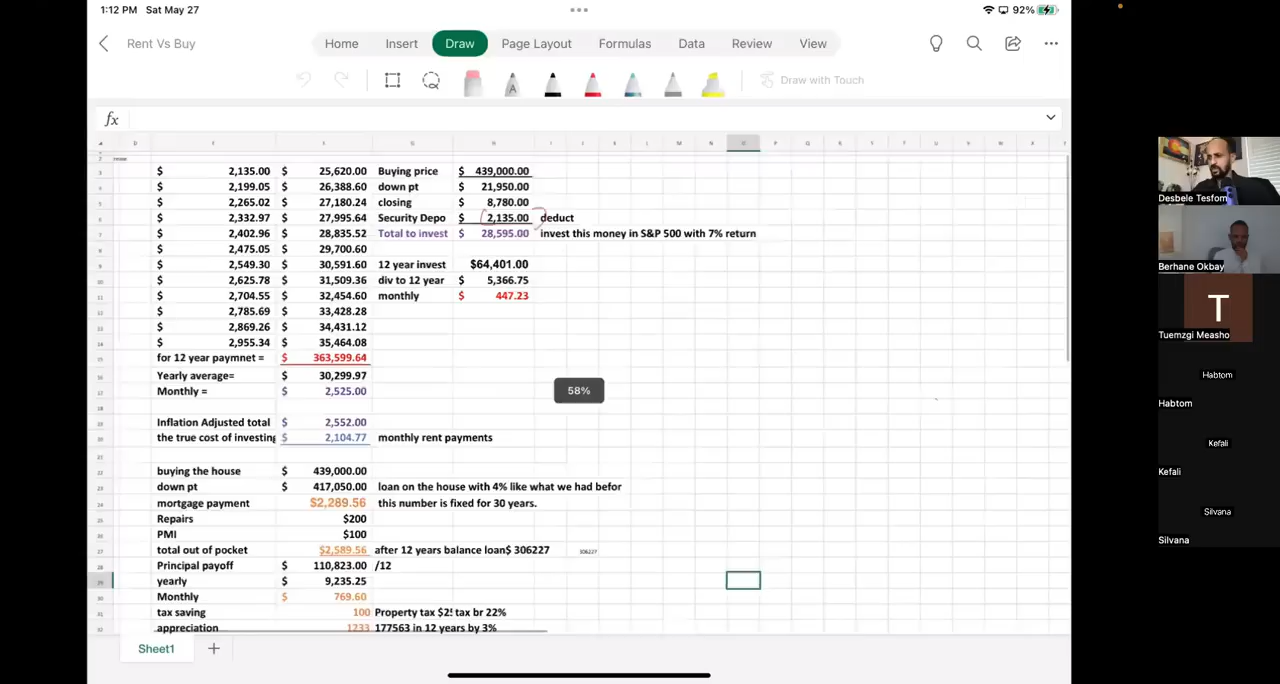 1:12 PM Sat May 27
92%
Rent Vs Buy
Home Insert Draw Page Layout Formulas Data Review View
A Draw with Touch
fx
$ 2,135.00 $ 25,620.00 Buying price $ 439,000.00
2,199.05 $ 26,388.60 down pt $ 21,950.00
$ 2,265.02 $ 27,180.24 closing $ 8,780.00
$ 2,332.97 $ 27,995.64 Security Depo $ 2,135.00 deduct
$ 2,402.96 $ 28,835.52 Total to invest $ 28,595.00 invest this money in S&P 500 with 7% return
$ 2,475.05 $ 29,700.60
$ 2,549.30 $ 30,591.60 12 year invest $64,401.00
$ 2,625.78 $ 31,509.36 div to 12 year $ 5,366.75
$ 2,704.55 $ 32,454.60 monthly $ 447.23
$ 2,785.69 $ 33,428.28
$ 2,869.26 $ 34,431.12
$ 2,955.34 $ 35,464.08
for 12 year paymnet = $ 363,599.64
Yearly average= $ 30,299.97
Monthly = $ 2,525.00
58%
Inflation Adjusted total $ 2,552.00
the true cost of investing $ 2,104.77 monthly rent payments
buying the house $ 439,000.00
down pt $ 417,050.00 loan on the house with 4% like what we had befor
mortgage payment $2,289.56 this number is fixed for 30 years.
Repairs $200
PMI $100
total out of pocket $2,589.56 after 12 years balance loan$ 306227 306227
Principal payoff $ 110,823.00 /12
yearly $ 9,235.25
Monthly $ 769.60
tax saving 100 Property tax $2! tax br 22%
appreciation 1233 177563 in 12 years by 3%
Sheet1
Desbele Tesfom
Berhane Okbay
T
Tuemzgi Measho
Habtom
Habtom
Kefali
Kefali
Silvana
Silvana